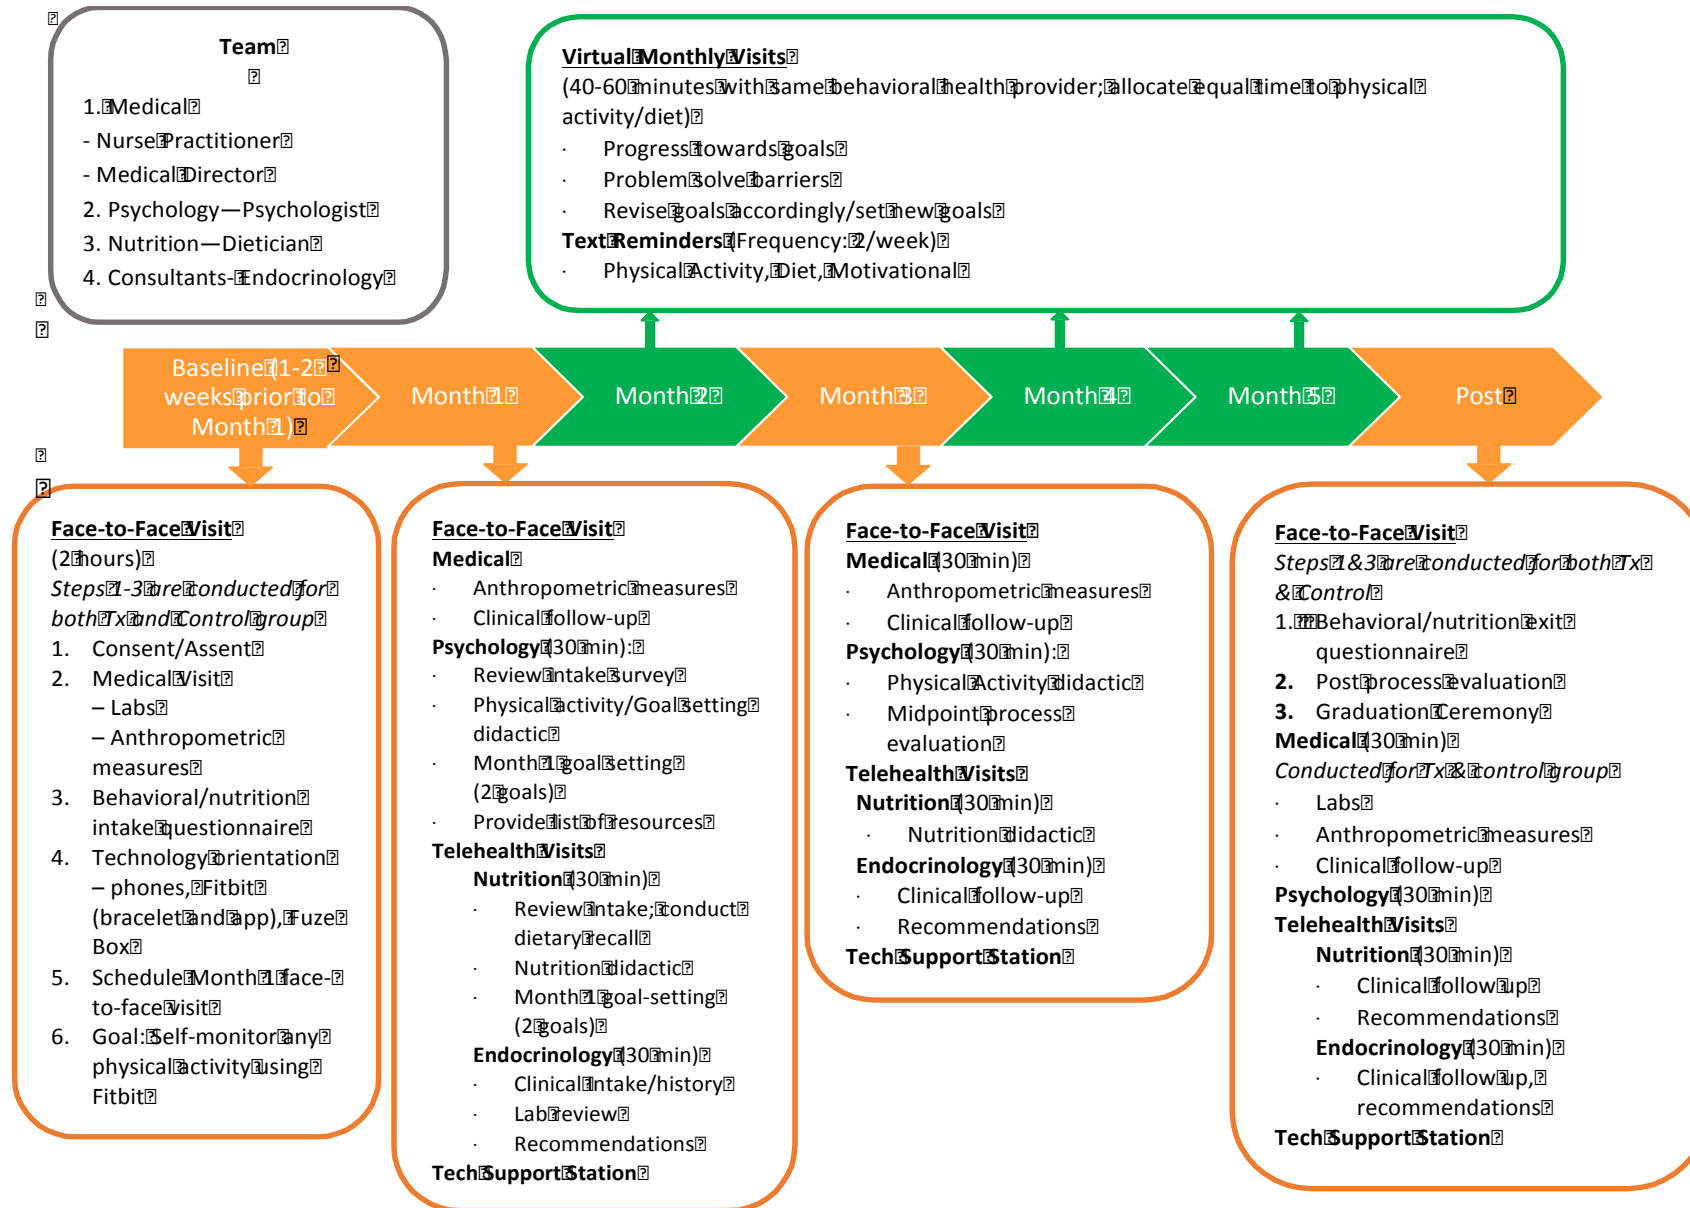 Team
1. Medical
- Nurse Practitioner
- Medical Director
2. Psychology—Psychologist
3. Nutrition—Dietician
4. Consultants- Endocrinology
Virtual Monthly Visits
(40-60 minutes with same behavioral health provider; allocate equal time to physical
activity/diet)
· Progress towards goals
· Problem solve barriers
· Revise goals accordingly/set new goals
Text Reminders (Frequency: 2/week)
· Physical Activity, Diet, Motivational
Baseline (1-2
weeks prior to
Month 1)
Month 1
Month 2
Month 3
Month 4
Month 5
Post
Face-to-Face Visit
(2 hours)
Steps 1-3 are conducted for
both Tx and Control group
1. Consent/Assent
2. Medical Visit
– Labs
– Anthropometric
measures
3. Behavioral/nutrition
intake questionnaire
4. Technology orientation
– phones, Fitbit
(bracelet and app), Fuze
Box
5. Schedule Month 1 face-
to-face visit
6. Goal: Self-monitor any
physical activity using
Fitbit
Face-to-Face Visit
Medical
· Anthropometric measures
· Clinical follow-up
Psychology (30 min):
· Review intake survey
· Physical activity/Goal setting
didactic
· Month 1 goal setting
(2 goals)
· Provide list of resources
Telehealth Visits
Nutrition (30 min)
· Review intake; conduct
dietary recall
· Nutrition didactic
· Month 1 goal-setting
(2 goals)
Endocrinology (30 min)
· Clinical intake/history
· Lab review
· Recommendations
Tech Support Station
Face-to-Face Visit
Medical (30 min)
· Anthropometric measures
· Clinical follow-up
Psychology (30 min):
· Physical Activity didactic
· Midpoint process
evaluation
Telehealth Visits
Nutrition (30 min)
· Nutrition didactic
Endocrinology (30 min)
· Clinical follow-up
· Recommendations
Tech Support Station
Face-to-Face Visit
Steps 1&3 are conducted for both Tx
& Control
1. Behavioral/nutrition exit
questionnaire
2. Post process evaluation
3. Graduation Ceremony
Medical (30 min)
Conducted for Tx & control group
· Labs
· Anthropometric measures
· Clinical follow-up
Psychology (30 min)
Telehealth Visits
Nutrition (30 min)
· Clinical follow up
· Recommendations
Endocrinology (30 min)
· Clinical follow up,
recommendations
Tech Support Station